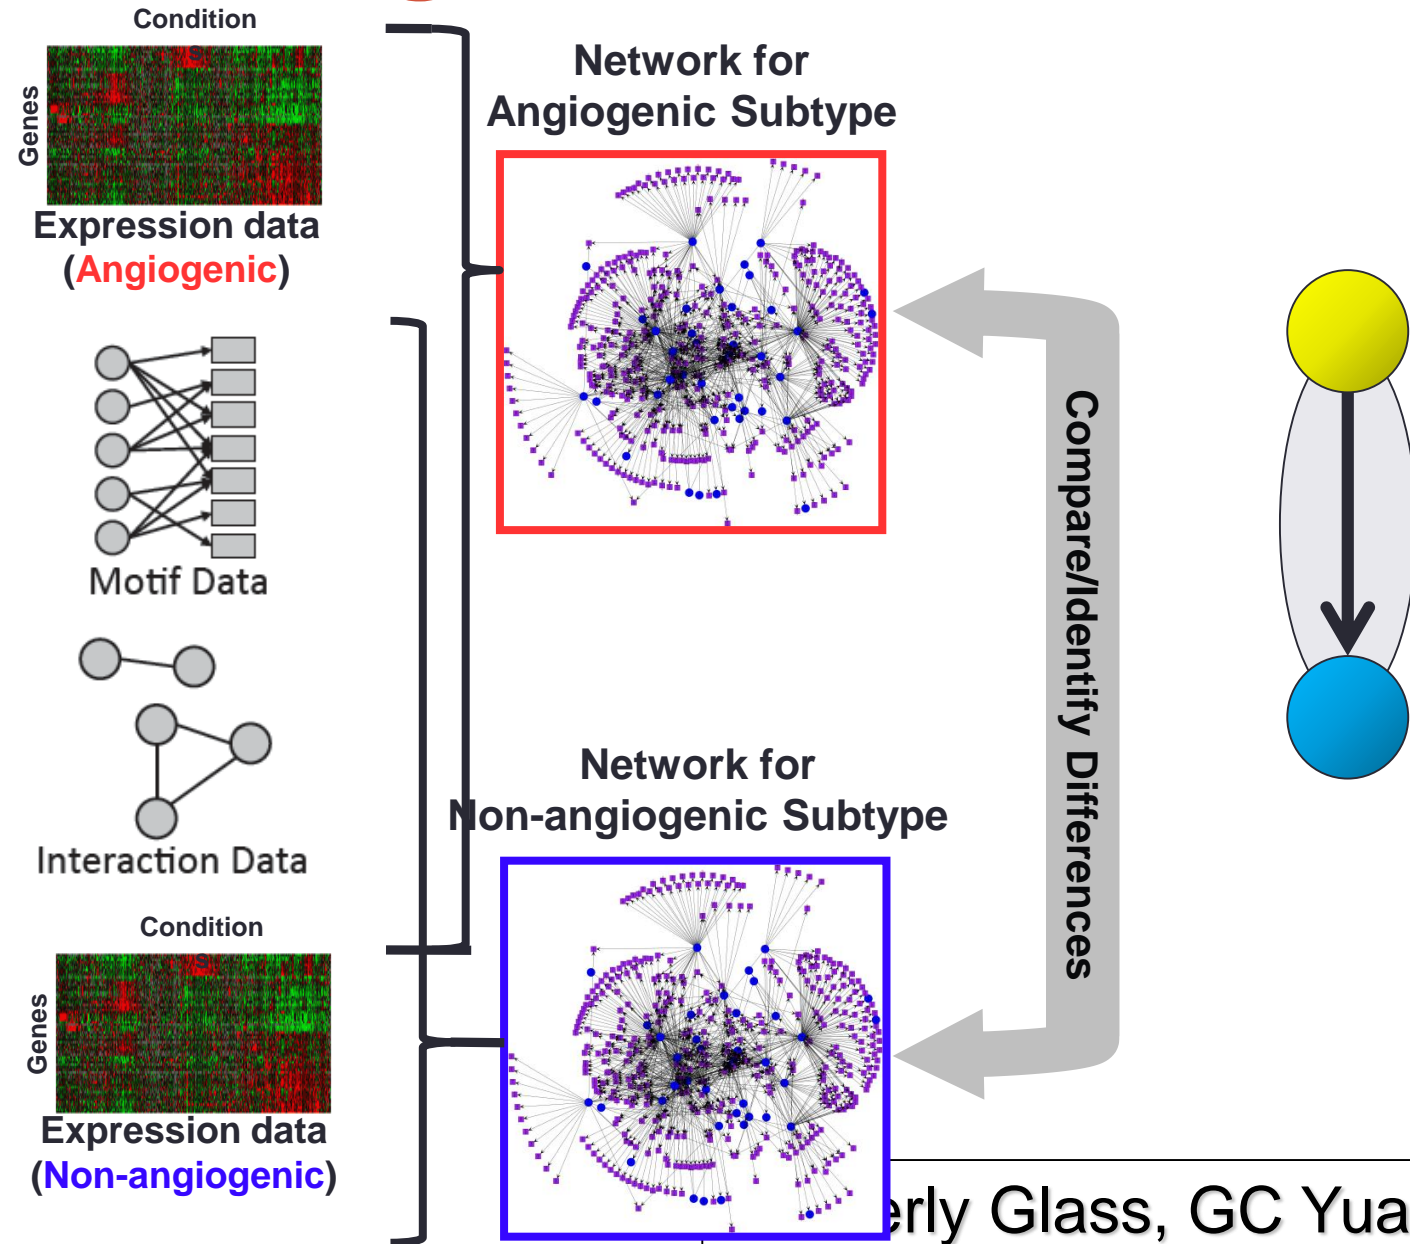 Condition
s
Genes
Expression data
(Angiogenic)
Motif Data
Interaction Data
Condition
s
Genes
Expression data
(Non-angiogenic)
Network for
Angiogenic Subtype
Network for
Non-angiogenic Subtype
Compare/Identify Differences
erly Glass, GC Yua